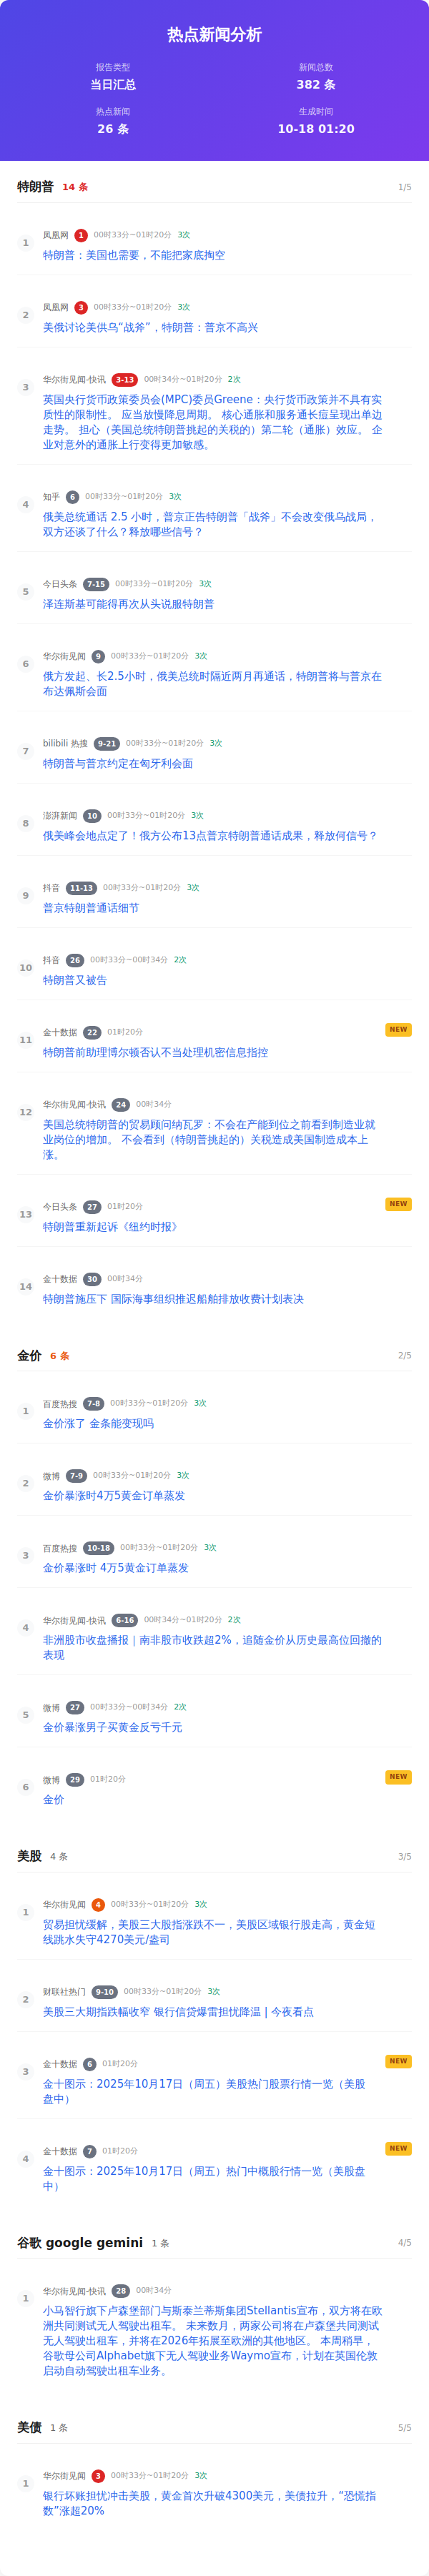 热点新闻分析
报告类型
当日汇总
新闻总数
382 条
热点新闻
26 条
生成时间
10-18 01:20
特朗普 14 条 1/5
1 凤凰网 1 00时33分~01时20分 3次
特朗普：美国也需要，不能把家底掏空
2 凤凰网 3 00时33分~01时20分 3次
美俄讨论美供乌“战斧”，特朗普：普京不高兴
3 华尔街见闻-快讯 3-13 00时34分~01时20分 2次
英国央行货币政策委员会(MPC)委员Greene：央行货币政策并不具有实
质性的限制性。 应当放慢降息周期。 核心通胀和服务通长痘呈现出单边
走势。 担心（美国总统特朗普挑起的关税的）第二轮（通胀）效应。 企
业对意外的通胀上行变得更加敏感。
4 知乎 6 00时33分~01时20分 3次
俄美总统通话 2.5 小时，普京正告特朗普「战斧」不会改变俄乌战局，
双方还谈了什么？释放哪些信号？
5 今日头条 7-15 00时33分~01时20分 3次
泽连斯基可能得再次从头说服特朗普
6 华尔街见闻 9 00时33分~01时20分 3次
俄方发起、长2.5小时，俄美总统时隔近两月再通话，特朗普将与普京在
布达佩斯会面
7 bilibili 热搜 9-21 00时33分~01时20分 3次
特朗普与普京约定在匈牙利会面
8 澎湃新闻 10 00时33分~01时20分 3次
俄美峰会地点定了！俄方公布13点普京特朗普通话成果，释放何信号？
9 抖音 11-13 00时33分~01时20分 3次
普京特朗普通话细节
10 抖音 26 00时33分~00时34分 2次
特朗普又被告
11 金十数据 22 01时20分 NEW
特朗普前助理博尔顿否认不当处理机密信息指控
12 华尔街见闻-快讯 24 00时34分
美国总统特朗普的贸易顾问纳瓦罗：不会在产能到位之前看到制造业就
业岗位的增加。 不会看到（特朗普挑起的）关税造成美国制造成本上
涨。
13 今日头条 27 01时20分 NEW
特朗普重新起诉《纽约时报》
14 金十数据 30 00时34分
特朗普施压下 国际海事组织推迟船舶排放收费计划表决
金价 6 条 2/5
1 百度热搜 7-8 00时33分~01时20分 3次
金价涨了 金条能变现吗
2 微博 7-9 00时33分~01时20分 3次
金价暴涨时4万5黄金订单蒸发
3 百度热搜 10-18 00时33分~01时20分 3次
金价暴涨时 4万5黄金订单蒸发
4 华尔街见闻-快讯 6-16 00时34分~01时20分 2次
非洲股市收盘播报｜南非股市收跌超2%，追随金价从历史最高位回撤的
表现
5 微博 27 00时33分~00时34分 2次
金价暴涨男子买黄金反亏千元
6 微博 29 01时20分 NEW
金价
美股 4 条 3/5
1 华尔街见闻 4 00时33分~01时20分 3次
贸易担忧缓解，美股三大股指涨跌不一，美股区域银行股走高，黄金短
线跳水失守4270美元/盎司
2 财联社热门 9-10 00时33分~01时20分 3次
美股三大期指跌幅收窄 银行信贷爆雷担忧降温 | 今夜看点
3 金十数据 6 01时20分 NEW
金十图示：2025年10月17日（周五）美股热门股票行情一览（美股
盘中）
4 金十数据 7 01时20分 NEW
金十图示：2025年10月17日（周五）热门中概股行情一览（美股盘
中）
谷歌 google gemini 1 条 4/5
1 华尔街见闻-快讯 28 00时34分
小马智行旗下卢森堡部门与斯泰兰蒂斯集团Stellantis宣布，双方将在欧
洲共同测试无人驾驶出租车。 未来数月，两家公司将在卢森堡共同测试
无人驾驶出租车，并将在2026年拓展至欧洲的其他地区。 本周稍早，
谷歌母公司Alphabet旗下无人驾驶业务Waymo宣布，计划在英国伦敦
启动自动驾驶出租车业务。
美债 1 条 5/5
1 华尔街见闻 3 00时33分~01时20分 3次
银行坏账担忧冲击美股，黄金首次升破4300美元，美债拉升，“恐慌指
数”涨超20%